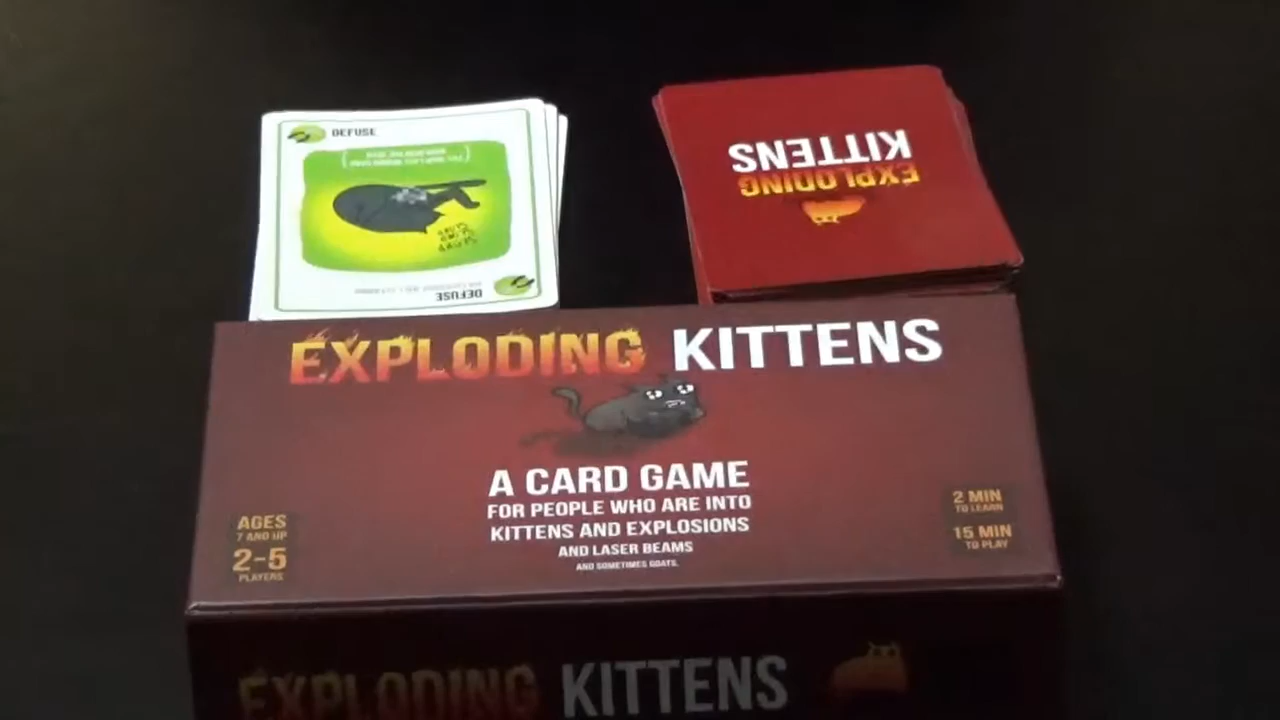 DEFUSE
DEFUSE
EXPLODING
KITTENS
EXPLODING KITTENS
A CARD GAME
FOR PEOPLE WHO ARE INTO
KITTENS AND EXPLOSIONS
AND LASER BEAMS
AND SOMETIMES GOATS.
AGES
7 AND UP
2-5
PLAYERS
2 MIN
TO LEARN
15 MIN
TO PLAY
EXPLODING KITTENS